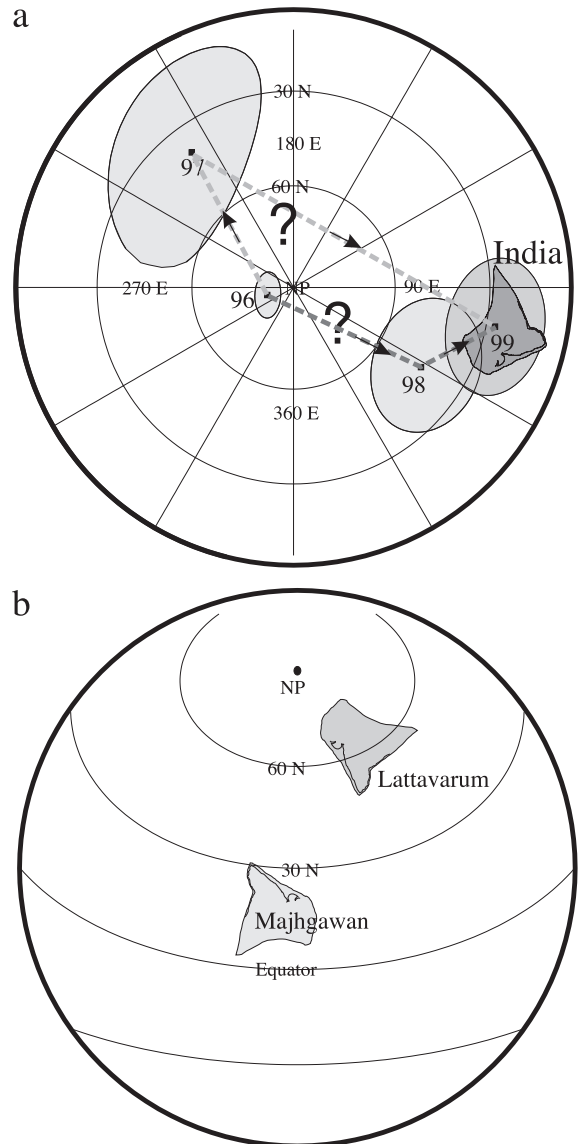 a
30 N
180 E
97
60 N
?
India
270 E
NP
90 E
96
?
99
98
360 E
b
NP
60 N
Lattavarum
30 N
Majhgawan
Equator